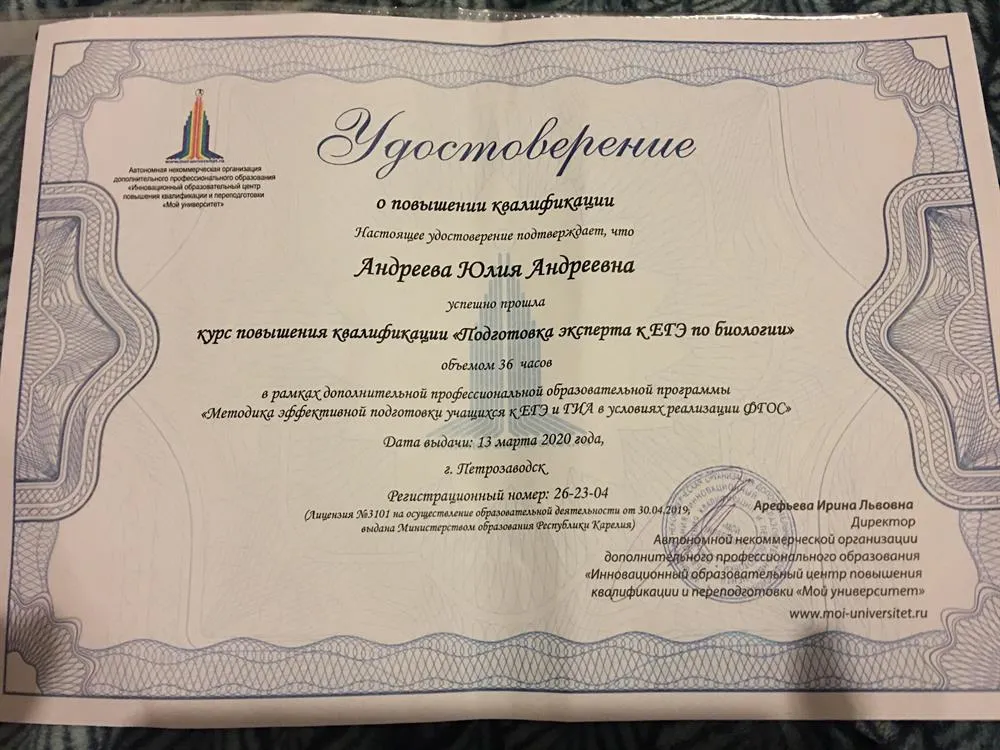 www.moi-universitet.ru
Автономная некоммерческая организация
дополнительного профессионального образования
«Инновационный образовательный центр
повышения квалификации и переподготовки
«Мой университет»
Удостоверение
о повышении квалификации
Настоящее удостоверение подтверждает, что
Андреева Юлия Андреевна
успешно прошла
курс повышения квалификации «Подготовка эксперта к ЕГЭ по биологии»
объемом 36 часов
в рамках дополнительной профессиональной образовательной программы
«Методика эффективной подготовки учащихся к ЕГЭ и ГИА в условиях реализации ФГОС»
Дата выдачи: 13 марта 2020 года,
г. Петрозаводск
Регистрационный номер: 26-23-04
(Лицензия №3101 на осуществление образовательной деятельности от 30.04.2019,
выдана Министерством образования Республики Карелия)
Арефьева Ирина Львовна
Директор
Автономной некоммерческой организации
дополнительного профессионального образования
«Инновационный образовательный центр повышения
квалификации и переподготовки «Мой университет»
www.moi-universitet.ru